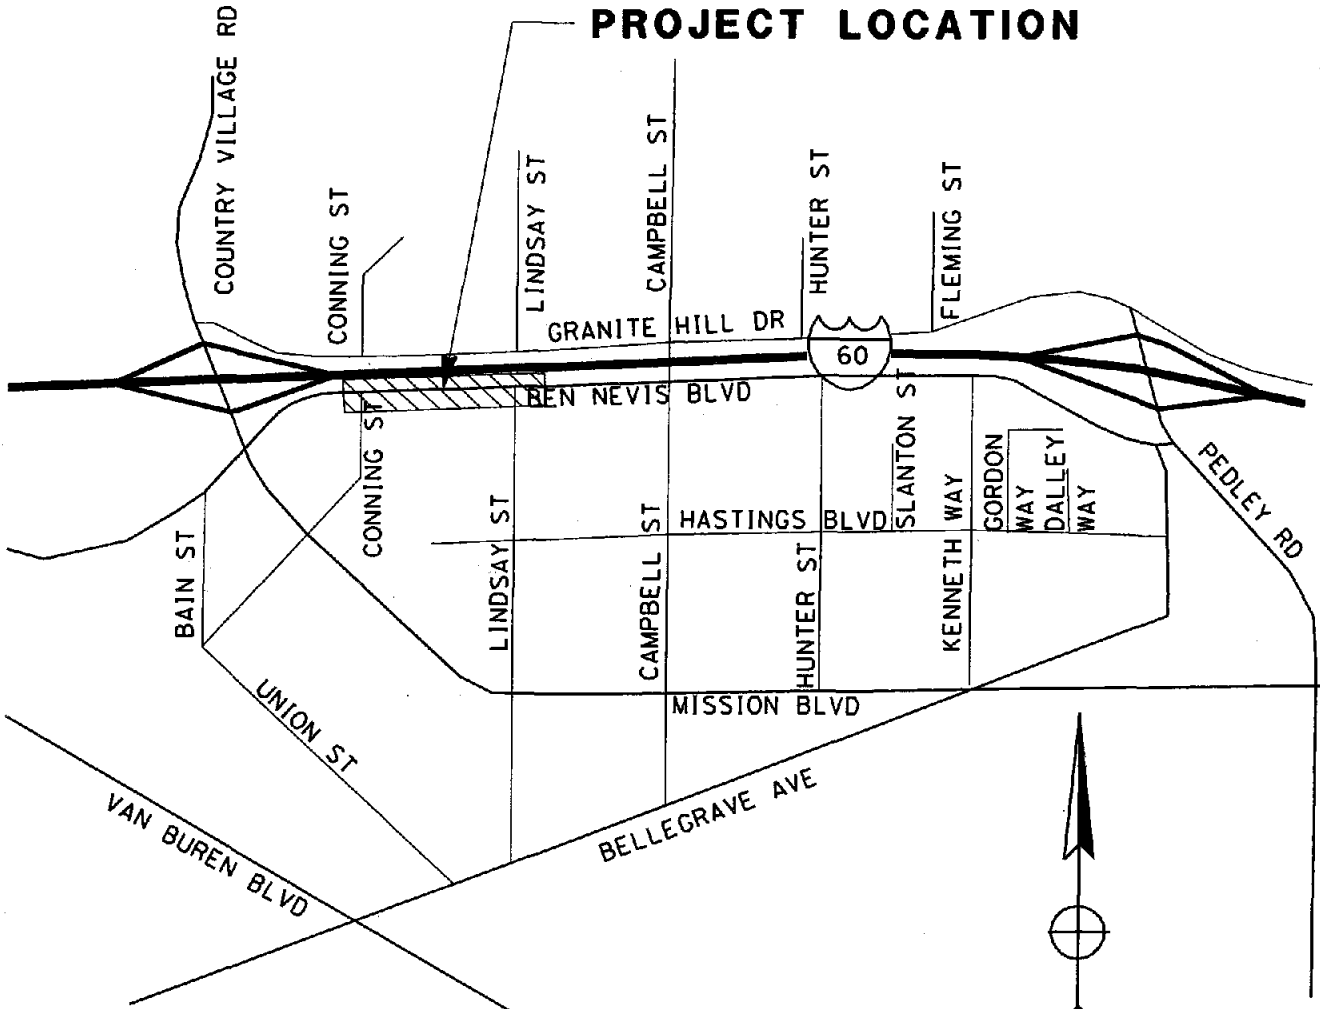 PROJECT LOCATION
COUNTRY VILLAGE RD
CONNING ST
LINDSAY ST
CAMPBELL ST
HUNTER ST
FLEMING ST
GRANITE HILL DR
60
BEN NEVIS BLVD
CONNING ST
SLANTON ST
GORDON
WAY
DALLEY
WAY
PEDLEY RD
HASTINGS BLVD
BAIN ST
LINDSAY ST
CAMPBELL ST
HUNTER ST
KENNETH WAY
UNION ST
MISSION BLVD
VAN BUREN BLVD
BELLEGRAVE AVE